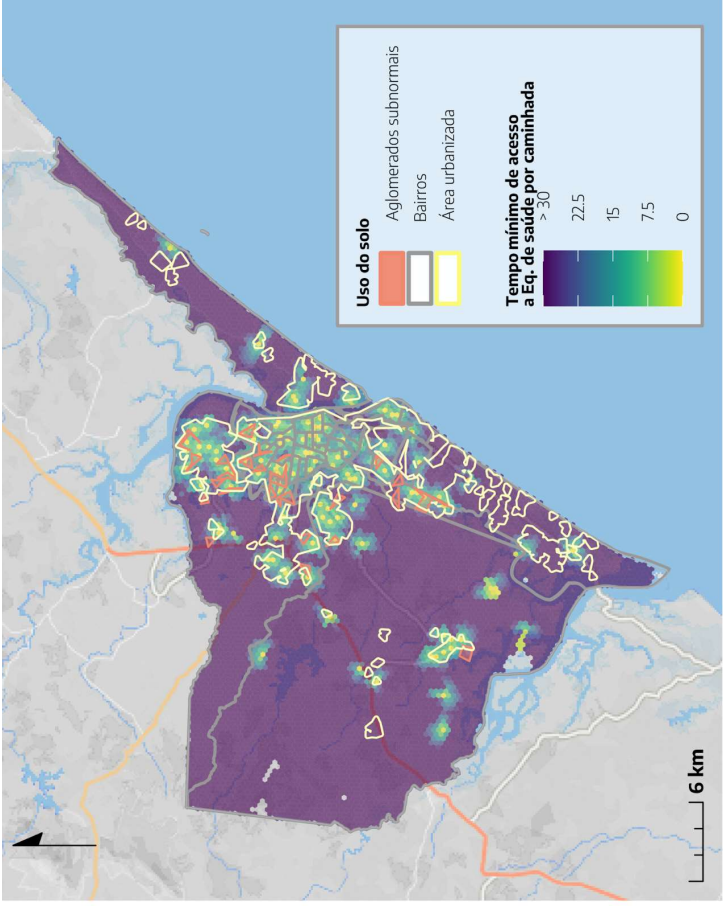 Uso do solo
Aglomerados subnormais
Bairros
Área urbanizada
Tempo mínimo de acesso
a Eq. de saúde por caminhada
> 30
22.5
15
7.5
0
6 km